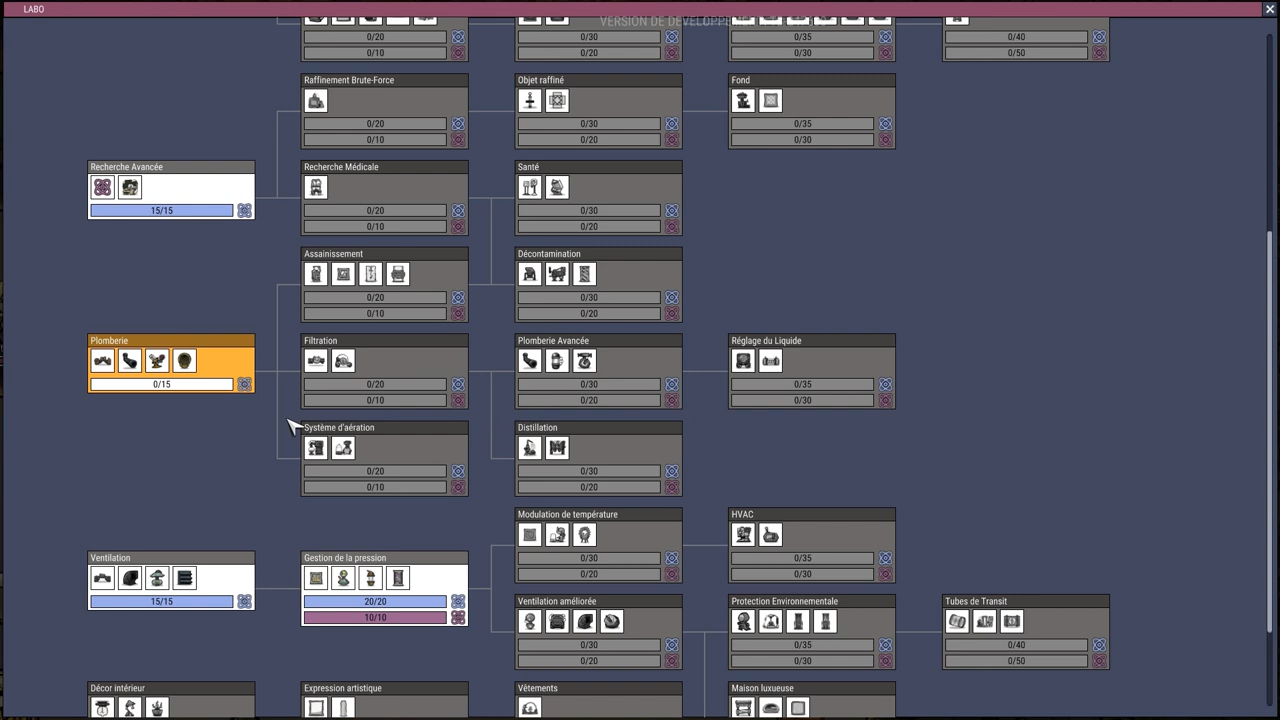 LABO
VERSION DE DEVELOPPEME
0/20 0/30 0/35 0/40
0/10 0/20 0/30 0/50
Raffinement Brute-Force Objet raffiné Fond
0/20 0/30 0/35
0/10 0/20 0/30
Recherche Avancée Recherche Médicale Santé
15/15 0/20 0/30
0/10 0/20
Assainissement Décontamination
0/20 0/30
0/10 0/20
Plomberie Filtration Plomberie Avancée Réglage du Liquide
0/15 0/20 0/30 0/35
0/10 0/20 0/30
Système d'aération Distillation
0/20 0/30
0/10 0/20
Modulation de température HVAC
0/30 0/35
0/20 0/30
Ventilation Gestion de la pression
15/15 20/20
10/10
Ventilation améliorée Protection Environnementale Tubes de Transit
0/30 0/35 0/40
0/20 0/30 0/50
Décor intérieur Expression artistique Vêtements Maison luxueuse